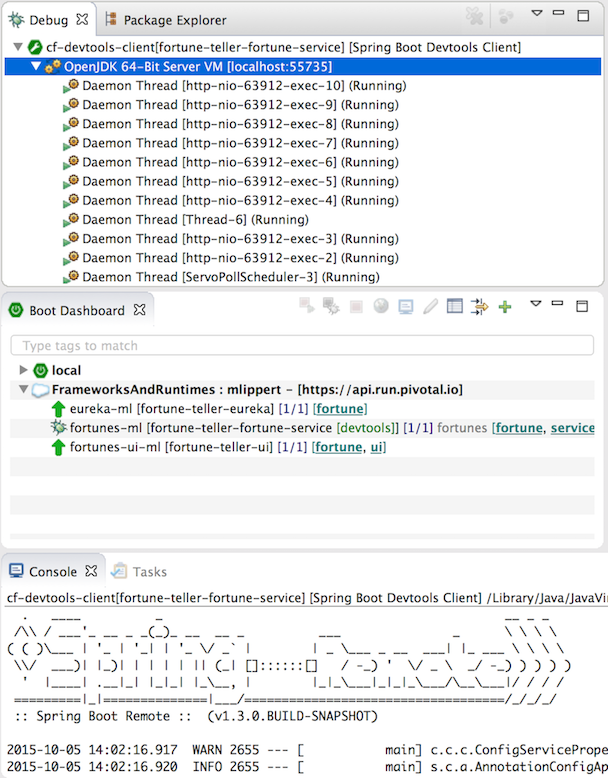 Debug Package Explorer
cf-devtools-client[fortune-teller-fortune-service] [Spring Boot Devtools Client]
OpenJDK 64-Bit Server VM [localhost:55735]
Daemon Thread [http-nio-63912-exec-10] (Running)
Daemon Thread [http-nio-63912-exec-9] (Running)
Daemon Thread [http-nio-63912-exec-8] (Running)
Daemon Thread [http-nio-63912-exec-7] (Running)
Daemon Thread [http-nio-63912-exec-6] (Running)
Daemon Thread [http-nio-63912-exec-5] (Running)
Daemon Thread [http-nio-63912-exec-4] (Running)
Daemon Thread [Thread-6] (Running)
Daemon Thread [http-nio-63912-exec-3] (Running)
Daemon Thread [http-nio-63912-exec-2] (Running)
Daemon Thread [ServoPollScheduler-3] (Running)
Boot Dashboard
Type tags to match
local
FrameworksAndRuntimes : mlippert – [https://api.run.pivotal.io]
eureka-ml [fortune-teller-eureka] [1/1] [fortune]
fortunes-ml [fortune-teller-fortune-service [devtools]] [1/1] fortunes [fortune, service
fortunes-ui-ml [fortune-teller-ui] [1/1] [fortune, ui]
Console Tasks
cf-devtools-client[fortune-teller-fortune-service] [Spring Boot Devtools Client] /Library/Java/JavaVir
:: Spring Boot Remote :: (v1.3.0.BUILD-SNAPSHOT)
2015-10-05 14:02:16.917 WARN 2655 --- [ main] c.c.c.ConfigServicePrope
2015-10-05 14:02:16.920 INFO 2655 --- [ main] s.c.a.AnnotationConfigAp